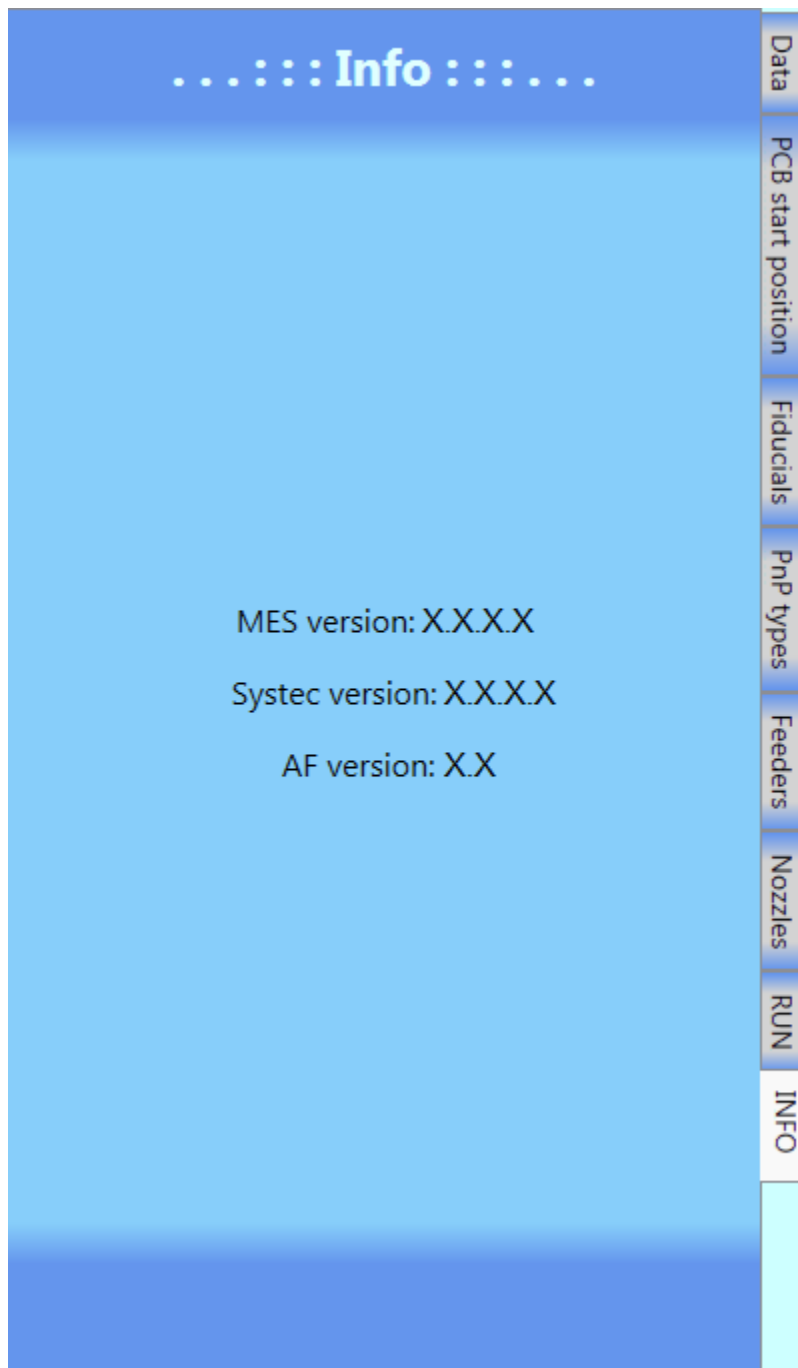 . . . : : : Info : : : . . .
MES version: X.X.X.X
Systec version: X.X.X.X
AF version: X.X
Data
PCB start position
Fiducials
PnP types
Feeders
Nozzles
RUN
INFO